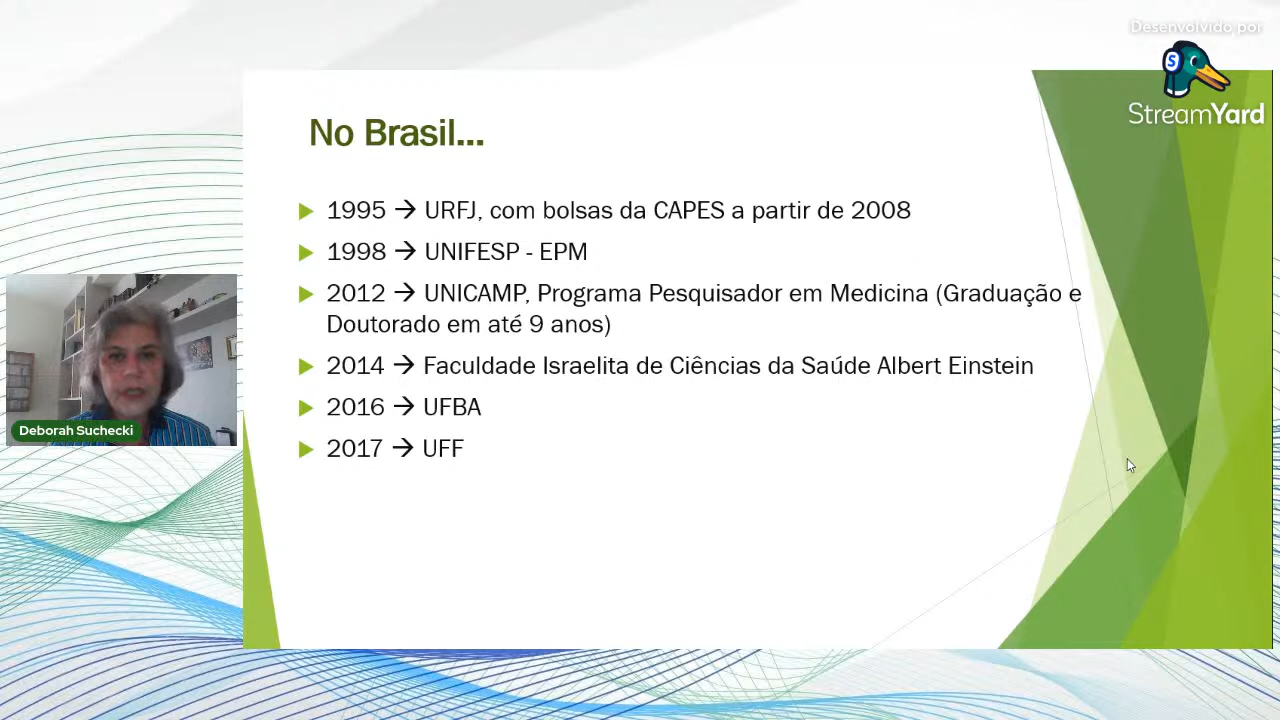 Desenvolvido por
StreamYard
No Brasil...
1995 → URFJ, com bolsas da CAPES a partir de 2008
1998 → UNIFESP - EPM
2012 → UNICAMP, Programa Pesquisador em Medicina (Graduação e
Doutorado em até 9 anos)
2014 → Faculdade Israelita de Ciências da Saúde Albert Einstein
2016 → UFBA
2017 → UFF
Deborah Suchecki